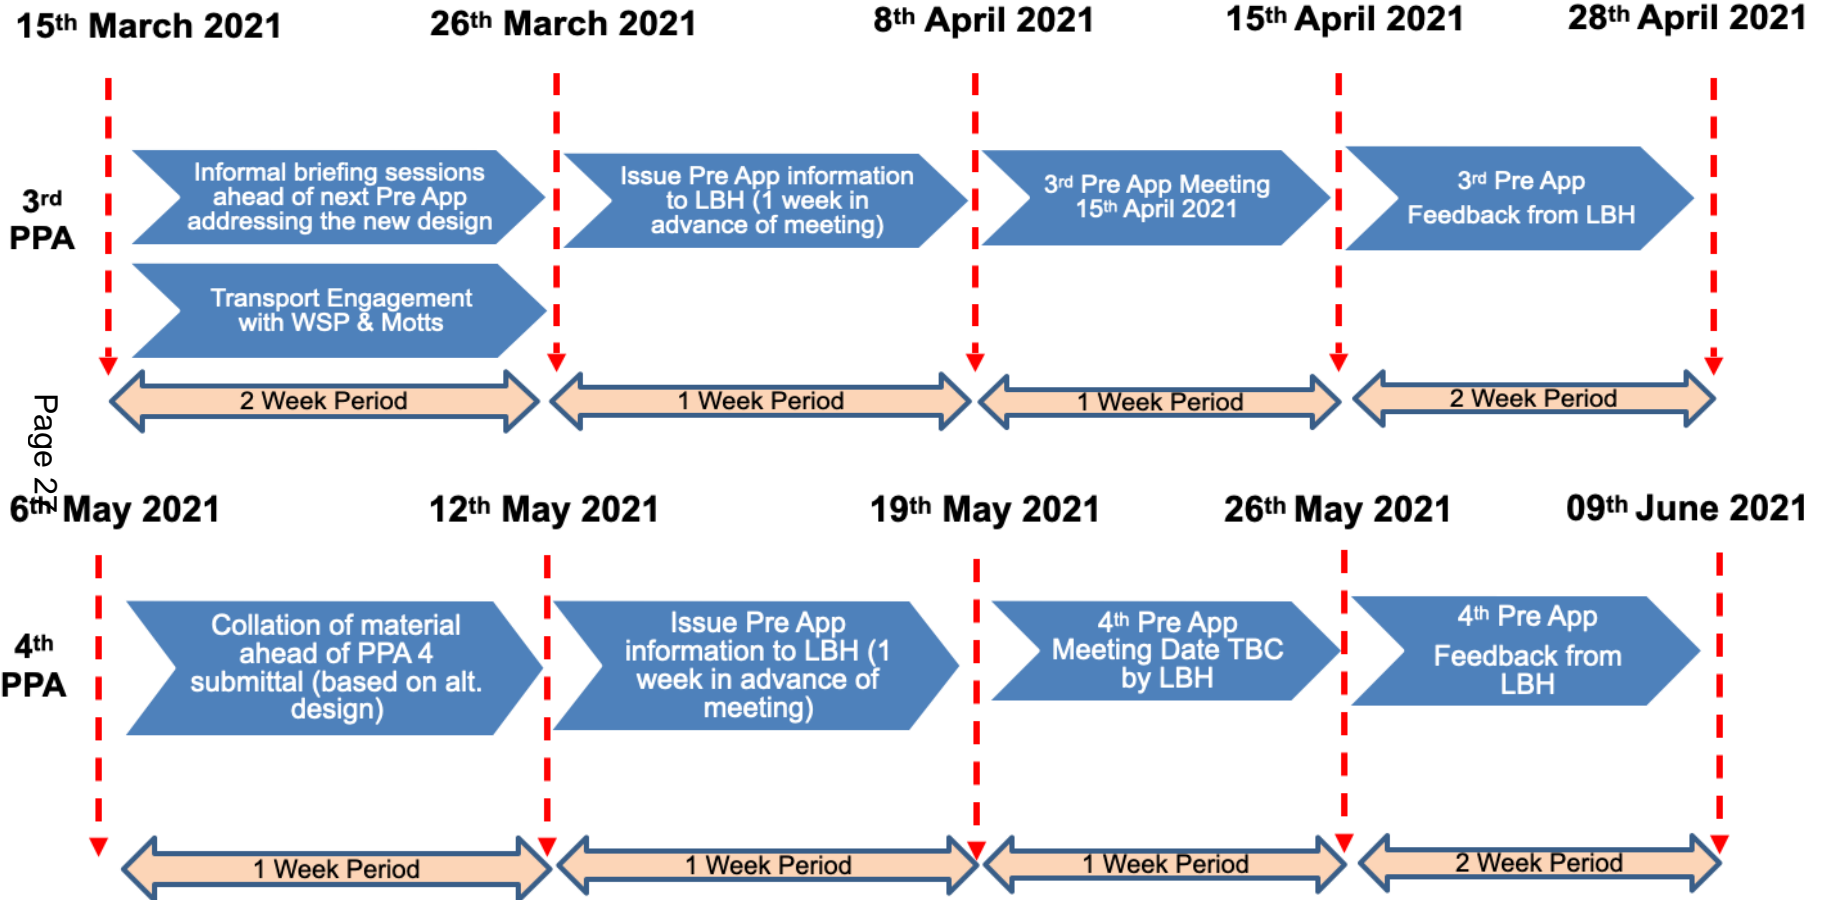 15th March 2021
26th March 2021
8th April 2021
15th April 2021
28th April 2021
3rd
PPA
Informal briefing sessions
ahead of next Pre App
addressing the new design
Issue Pre App information
to LBH (1 week in
advance of meeting)
3rd Pre App Meeting
15th April 2021
3rd Pre App
Feedback from LBH
Transport Engagement
with WSP & Motts
2 Week Period
1 Week Period
1 Week Period
2 Week Period
Page 27
6th May 2021
12th May 2021
19th May 2021
26th May 2021
09th June 2021
4th
PPA
Collation of material
ahead of PPA 4
submittal (based on alt.
design)
Issue Pre App
information to LBH (1
week in advance of
meeting)
4th Pre App
Meeting Date TBC
by LBH
4th Pre App
Feedback from
LBH
1 Week Period
1 Week Period
1 Week Period
2 Week Period